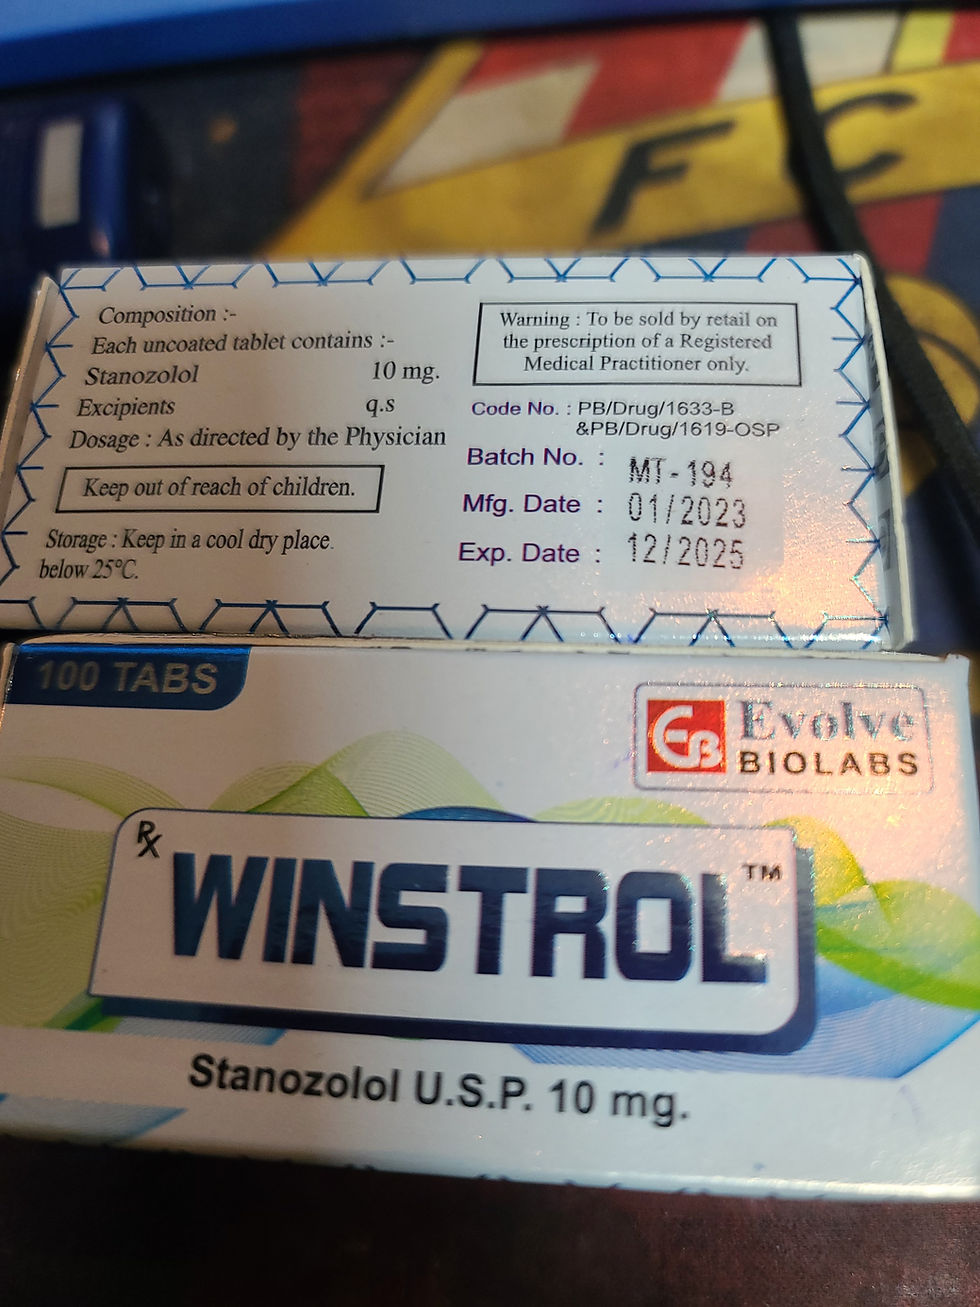 F C
Composition :-
Each uncoated tablet contains :-
Stanozolol 10 mg.
Excipients q.s
Dosage : As directed by the Physician
Keep out of reach of children.
Storage : Keep in a cool dry place.
below 25°C.
Warning : To be sold by retail on
the prescription of a Registered
Medical Practitioner only.
Code No. : PB/Drug/1633-B
&PB/Drug/1619-OSP
Batch No. : MT-194
Mfg. Date : 01/2023
Exp. Date : 12/2025
100 TABS
EB Evolve
BIOLABS
Rx
WINSTROL™
Stanozolol U.S.P. 10 mg.